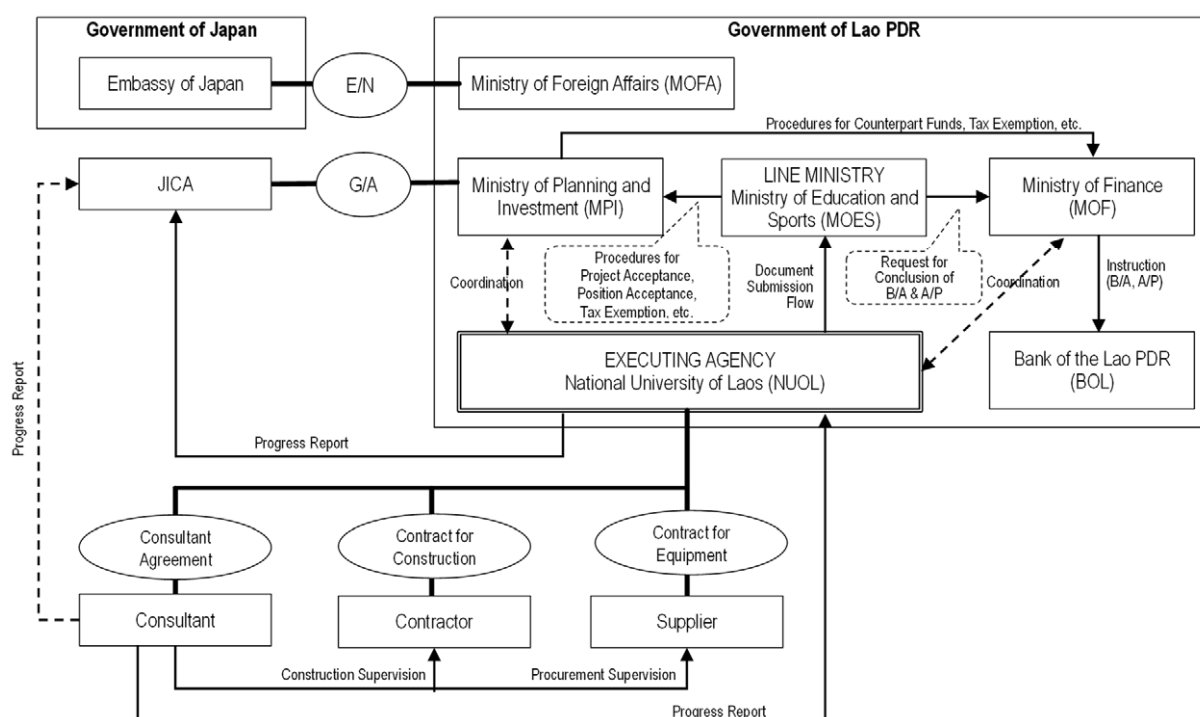 Government of Japan
Government of Lao PDR
Embassy of Japan
E/N
Ministry of Foreign Affairs (MOFA)
Procedures for Counterpart Funds, Tax Exemption, etc.
JICA
G/A
Ministry of Planning and
Investment (MPI)
LINE MINISTRY
Ministry of Education and
Sports (MOES)
Ministry of Finance
(MOF)
Coordination
Procedures for
Project Acceptance,
Position Acceptance,
Tax Exemption, etc.
Document
Submission
Flow
Request for
Conclusion of
B/A & A/P
Coordination
Instruction
(B/A, A/P)
EXECUTING AGENCY
National University of Laos (NUOL)
Bank of the Lao PDR
(BOL)
Progress Report
Progress Report
Consultant
Agreement
Contract for
Construction
Contract for
Equipment
Consultant
Contractor
Supplier
Construction Supervision
Procurement Supervision
Progress Report